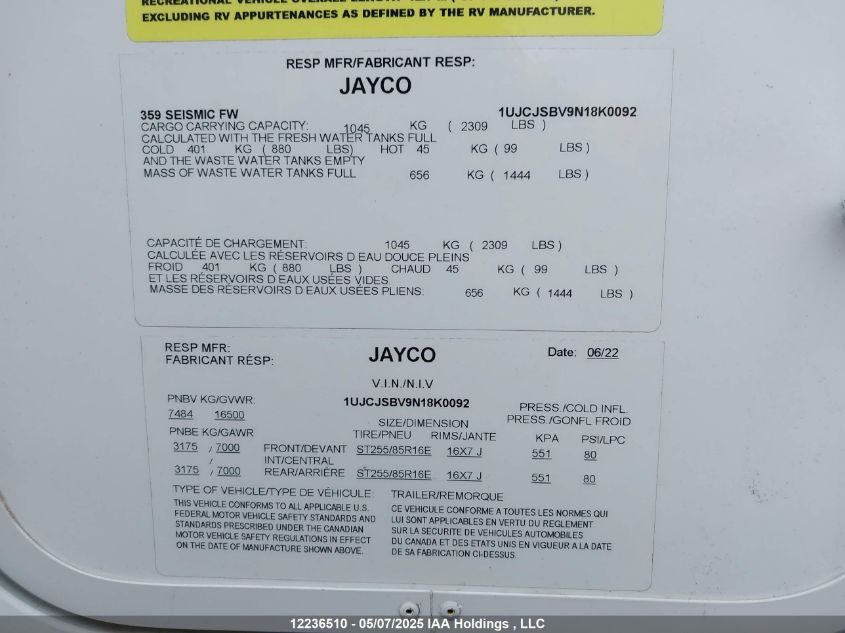 EXCLUDING RV APPURTENANCES AS DEFINED BY THE RV MANUFACTURER.
RESP MFR/FABRICANT RESP:
JAYCO
359 SEISMIC FW 1UJCJSBV9N18K0092
CARGO CARRYING CAPACITY: 1045 KG ( 2309 LBS )
CALCULATED WITH THE FRESH WATER TANKS FULL
COLD 401 KG ( 880 LBS) HOT 45 KG ( 99 LBS )
AND THE WASTE WATER TANKS EMPTY
MASS OF WASTE WATER TANKS FULL 656 KG ( 1444 LBS )
CAPACITÉ DE CHARGEMENT: 1045 KG ( 2309 LBS )
CALCULÉE AVEC LES RÉSERVOIRS D EAU DOUCE PLEINS
FROID 401 KG ( 880 LBS ) CHAUD 45 KG ( 99 LBS )
ET LES RÉSERVOIRS D EAUX USÉES VIDES
MASSE DES RÉSERVOIRS D EAUX USÉES PLIENS: 656 KG ( 1444 LBS )
RESP MFR: JAYCO Date: 06/22
FABRICANT RÉSP:
V.I.N./N.I.V
1UJCJSBV9N18K0092
PNBV KG/GVWR:
7484 16500
SIZE/DIMENSION PRESS./COLD INFL.
PNBE KG/GAWR TIRE/PNEU RIMS/JANTE PRESS./GONFL FROID
KPA PSI/LPC
3175 / 7000 FRONT/DEVANT ST255/85R16E 16X7 J 551 80
/ INT/CENTRAL
3175 / 7000 REAR/ARRIÈRE ST255/85R16E 16X7 J 551 80
TYPE OF VEHICLE/TYPE DE VÉHICULE: TRAILER/REMORQUE
THIS VEHICLE CONFORMS TO ALL APPLICABLE U.S.
FEDERAL MOTOR VEHICLE SAFETY STANDARDS AND
STANDARDS PRESCRIBED UNDER THE CANADIAN
MOTOR VEHICLE SAFETY REGULATIONS IN EFFECT
ON THE DATE OF MANUFACTURE SHOWN ABOVE.
CE VEHICULE CONFORME A TOUTES LES NORMES QUI
LUI SONT APPLICABLES EN VERTU DU REGLEMENT
SUR LA SECURITE DE VEHICULES AUTOMOBILES
DU CANADA ET DES ETATS UNIS EN VIGUEUR A LA DATE
DE SA FABRICATION CI-DESSUS.
12236510 - 05/07/2025 IAA Holdings , LLC